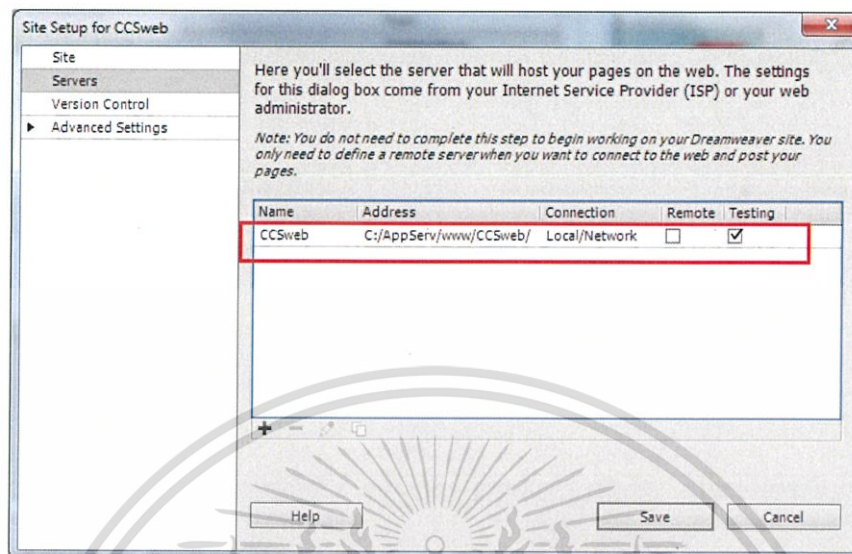 Site Setup for CCSweb
Site
Servers
Version Control
Advanced Settings
Here you'll select the server that will host your pages on the web. The settings
for this dialog box come from your Internet Service Provider (ISP) or your web
administrator.
Note: You do not need to complete this step to begin working on your Dreamweaver site. You
only need to define a remote server when you want to connect to the web and post your
pages.
Name Address Connection Remote Testing
CCSweb C:/AppServ/www/CCSweb/ Local/Network
Help Save Cancel